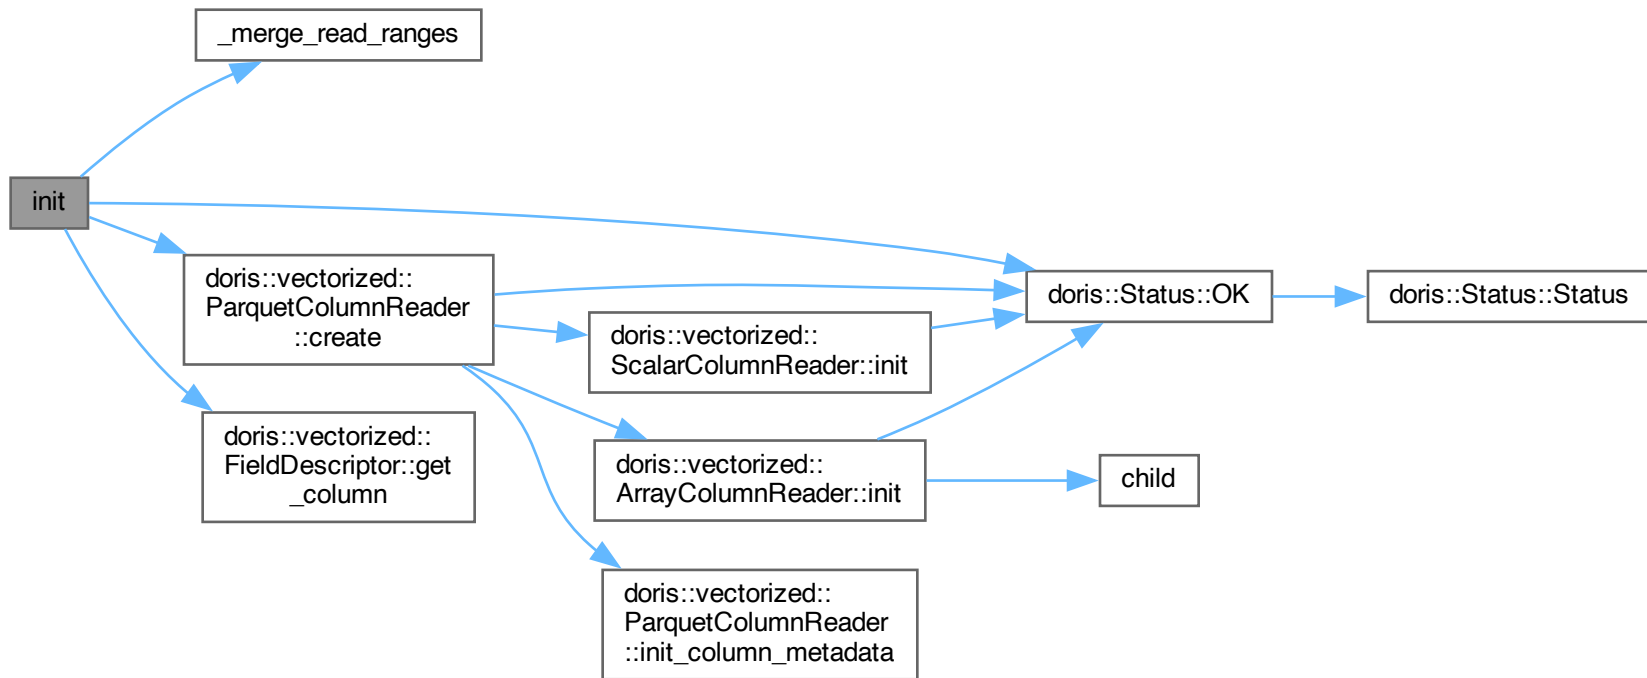 _merge_read_ranges
init
doris::vectorized::
ParquetColumnReader
::create
doris::vectorized::
FieldDescriptor::get
_column
doris::vectorized::
ScalarColumnReader::init
doris::vectorized::
ArrayColumnReader::init
doris::vectorized::
ParquetColumnReader
::init_column_metadata
doris::Status::OK
child
doris::Status::Status